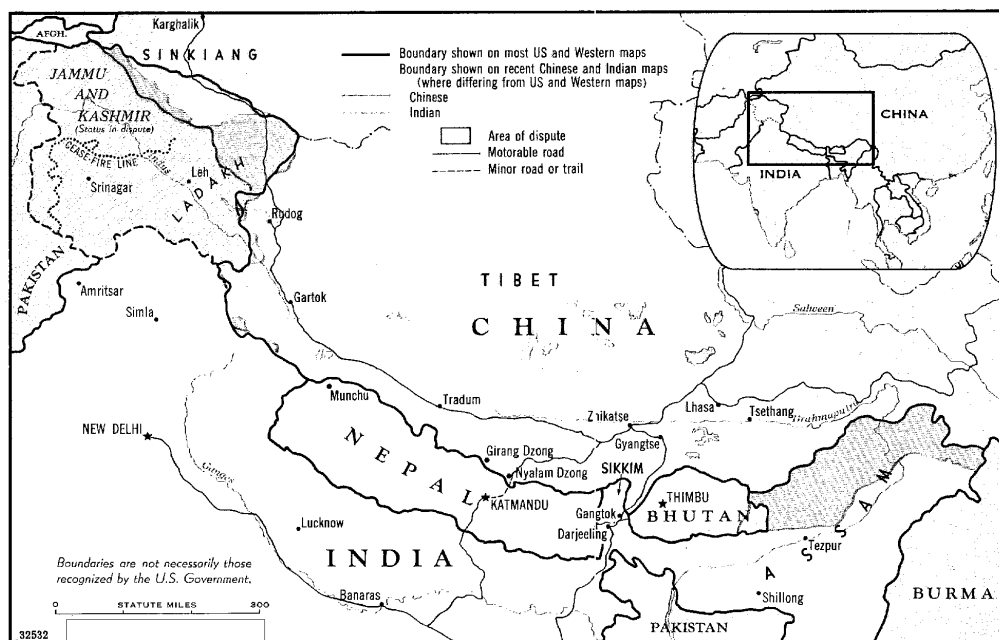 AFGH.
Karghalik
SINKIANG
JAMMU
AND
KASHMIR
(Status in dispute)
CEASE-FIRE LINE
Indus
Srinagar
Leh
LADAKH
Rudog
PAKISTAN
Amritsar
Simla
Gartok
Boundary shown on most US and Western maps
Boundary shown on recent Chinese and Indian maps
(where differing from US and Western maps)
Chinese
Indian
Area of dispute
Motorable road
Minor road or trail
CHINA
INDIA
TIBET
CHINA
Salween
Munchu
Tradum
Zhikatse
Lhasa
Tsethang
Brahmaputra
NEW DELHI
Ganges
NEPAL
Girang Dzong
Nyalam Dzong
KATMANDU
Gyangtse
SIKKIM
THIMBU
BHUTAN
Gangtok
Darjeeling
ASSAM
Tezpur
Shillong
Lucknow
INDIA
Banaras
BURMA
PAKISTAN
Boundaries are not necessarily those
recognized by the U.S. Government.
0 STATUTE MILES 300
32532